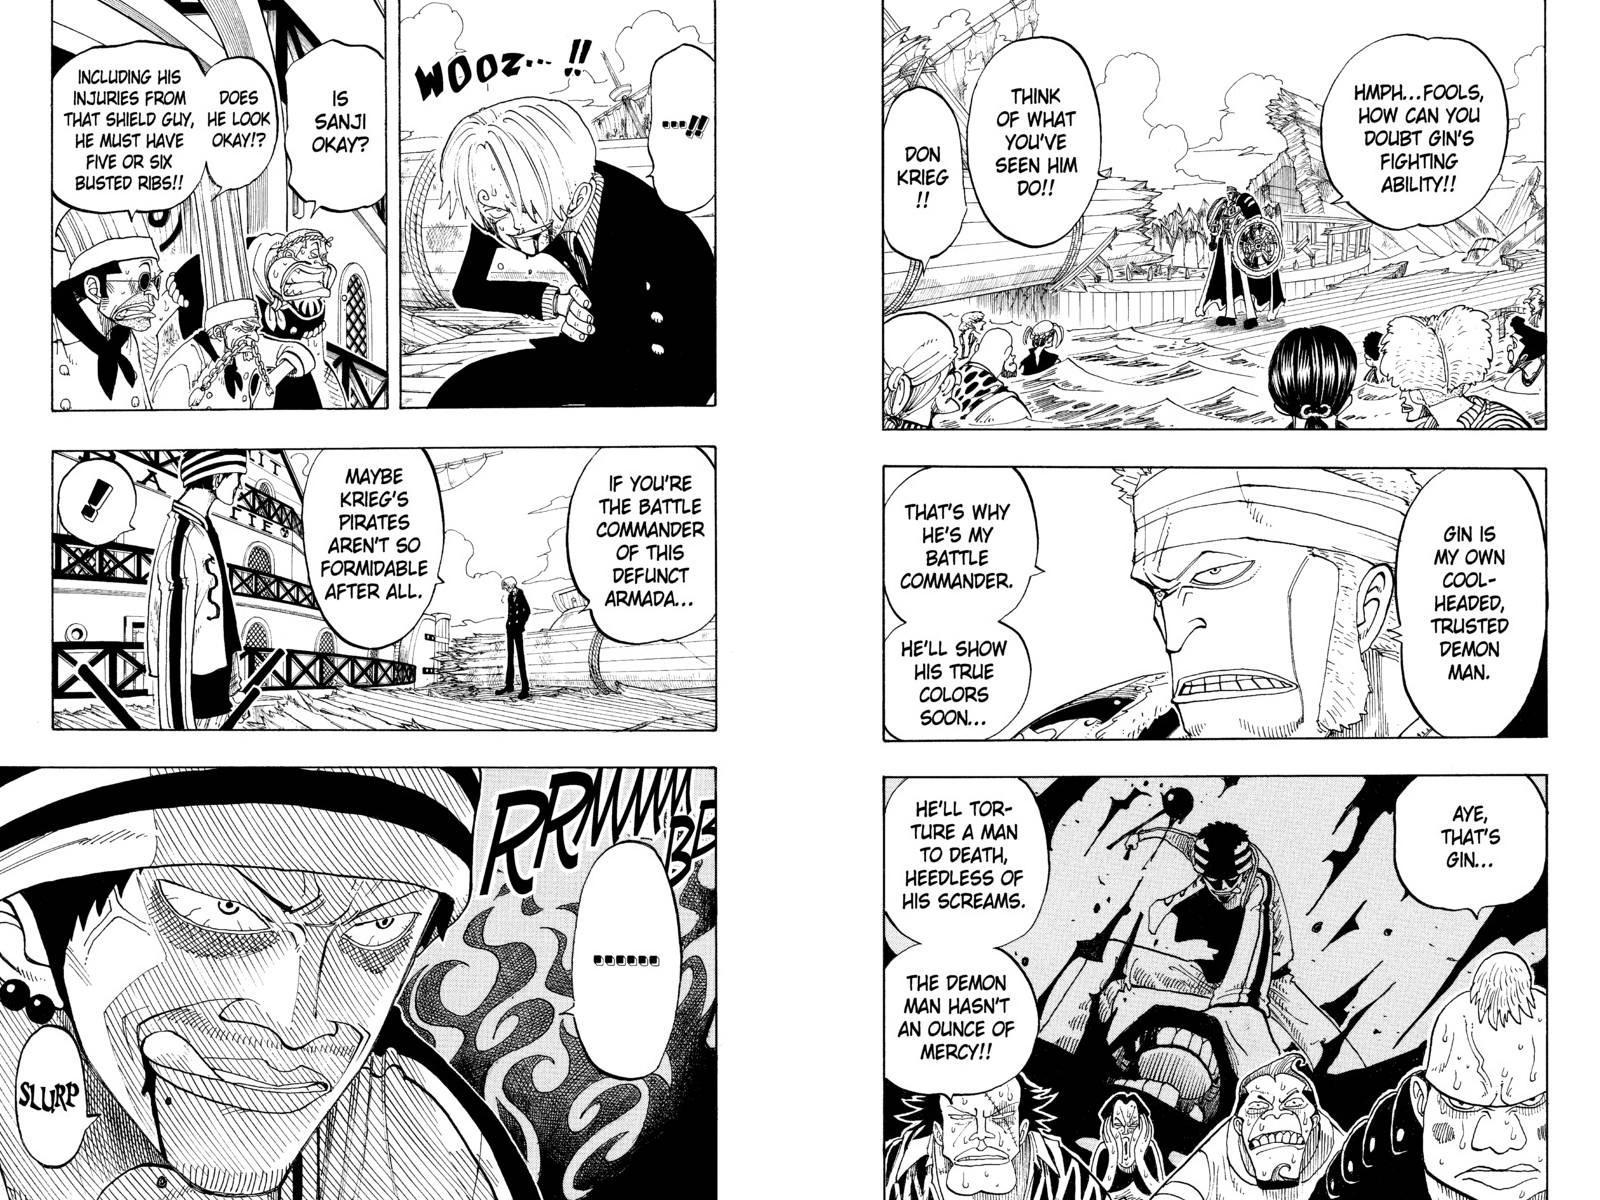 HMPH...FOOLS,
HOW CAN YOU
DOUBT GIN'S
FIGHTING
ABILITY!!
THINK
OF WHAT
YOU'VE
SEEN HIM
DO!!
DON
KRIEG
!!
GIN IS
MY OWN
COOL-
HEADED,
TRUSTED
DEMON
MAN.
THAT'S WHY
HE'S MY
BATTLE
COMMANDER.
HE'LL SHOW
HIS TRUE
COLORS
SOON...
AYE,
THAT'S
GIN...
HE'LL TOR-
TURE A MAN
TO DEATH,
HEEDLESS OF
HIS SCREAMS.
THE DEMON
MAN HASN'T
AN OUNCE OF
MERCY!!
...!!
WOOZ...!!
IS
SANJI
OKAY?
DOES
HE LOOK
OKAY!?
INCLUDING HIS
INJURIES FROM
THAT SHIELD GUY,
HE MUST HAVE
FIVE OR SIX
BUSTED RIBS!!
IF YOU'RE
THE BATTLE
COMMANDER
OF THIS
DEFUNCT
ARMADA...
MAYBE
KRIEG'S
PIRATES
AREN'T SO
FORMIDABLE
AFTER ALL.
!
RRMMM
BB
......
SLURP